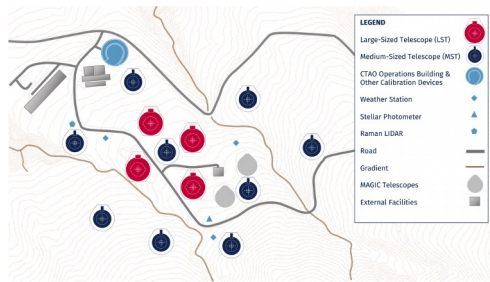 LEGEND
Large-Sized Telescope (LST)
Medium-Sized Telescope (MST)
CTAO Operations Building &
Other Calibration Devices
Weather Station
Stellar Photometer
Raman LIDAR
Road
Gradient
MAGIC Telescopes
External Facilities